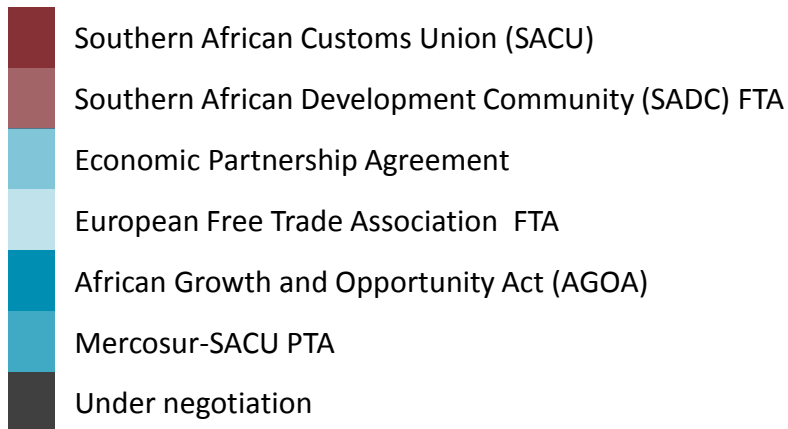 Southern African Customs Union (SACU)
Southern African Development Community (SADC) FTA
Economic Partnership Agreement
European Free Trade Association  FTA
African Growth and Opportunity Act (AGOA)
Mercosur-SACU PTA
Under negotiation